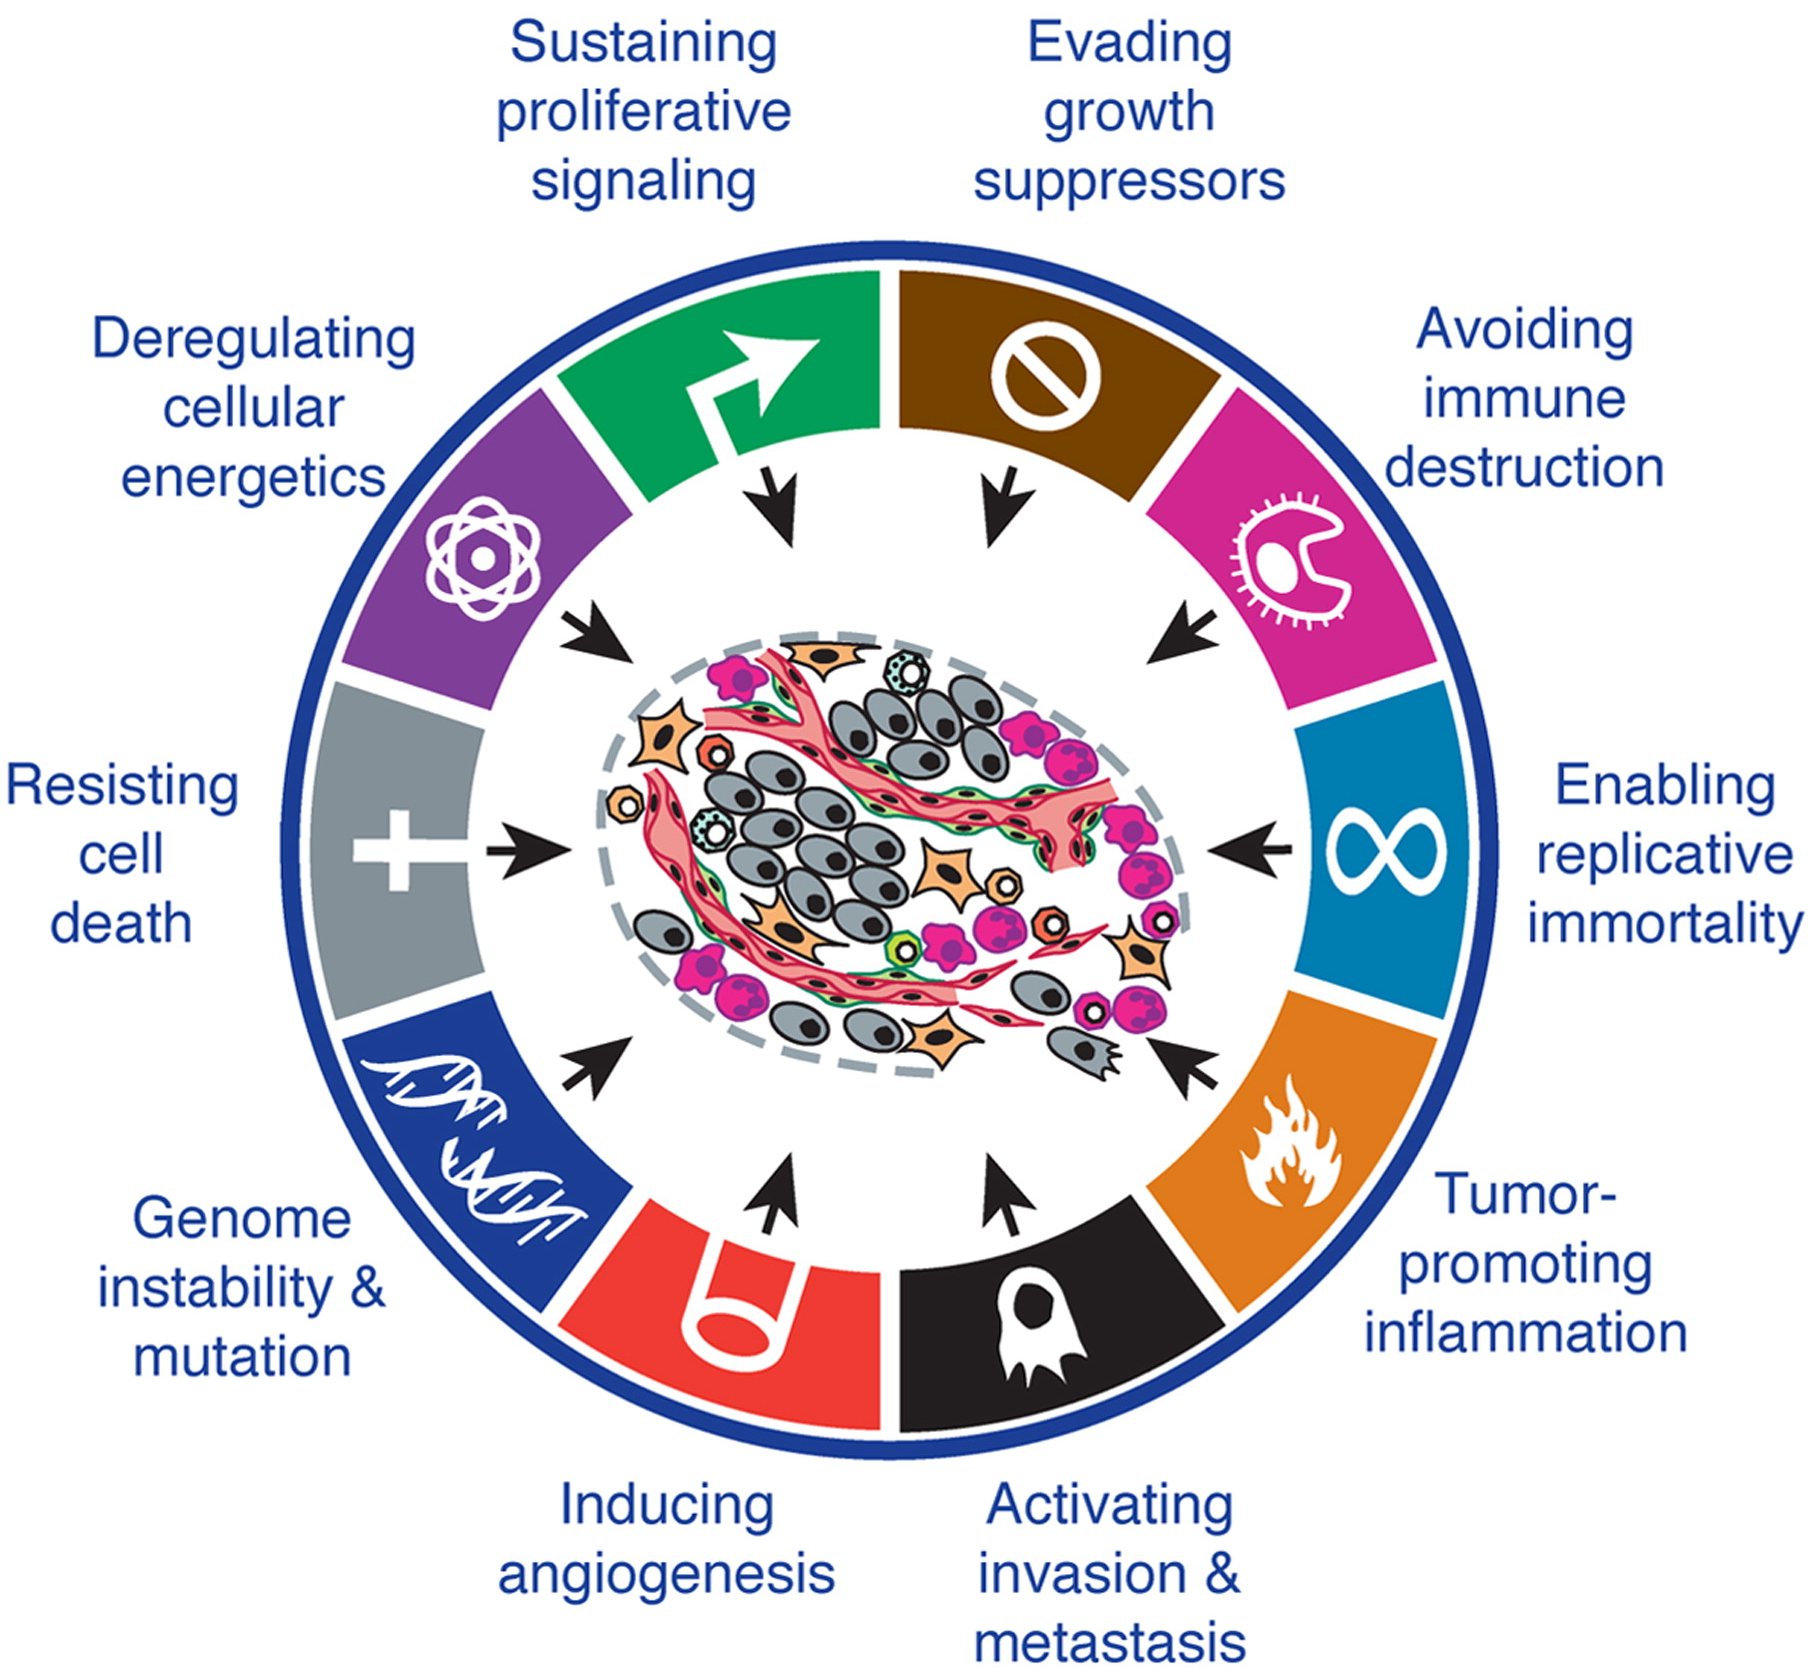 Sustaining
proliferative
signaling
Evading
growth
suppressors
Avoiding
immune
destruction
Enabling
replicative
immortality
Tumor-
promoting
inflammation
Activating
invasion &
metastasis
Inducing
angiogenesis
Genome
instability &
mutation
Resisting
cell
death
Deregulating
cellular
energetics